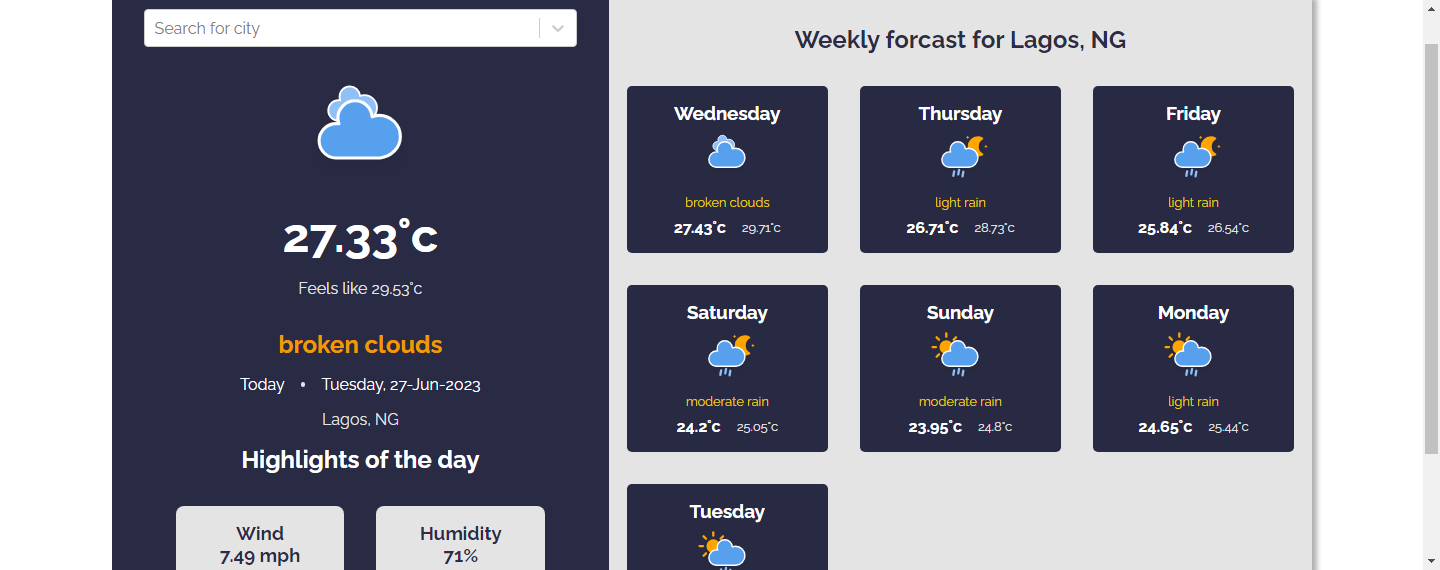 Search for city
27.33°c
Feels like 29.53°c
broken clouds
Today • Tuesday, 27-Jun-2023
Lagos, NG
Highlights of the day
Wind
7.49 mph
Humidity
71%
Weekly forcast for Lagos, NG
Wednesday
broken clouds
27.43°c 29.71°c
Thursday
light rain
26.71°c 28.73°c
Friday
light rain
25.84°c 26.54°c
Saturday
moderate rain
24.2°c 25.05°c
Sunday
moderate rain
23.95°c 24.8°c
Monday
light rain
24.65°c 25.44°c
Tuesday